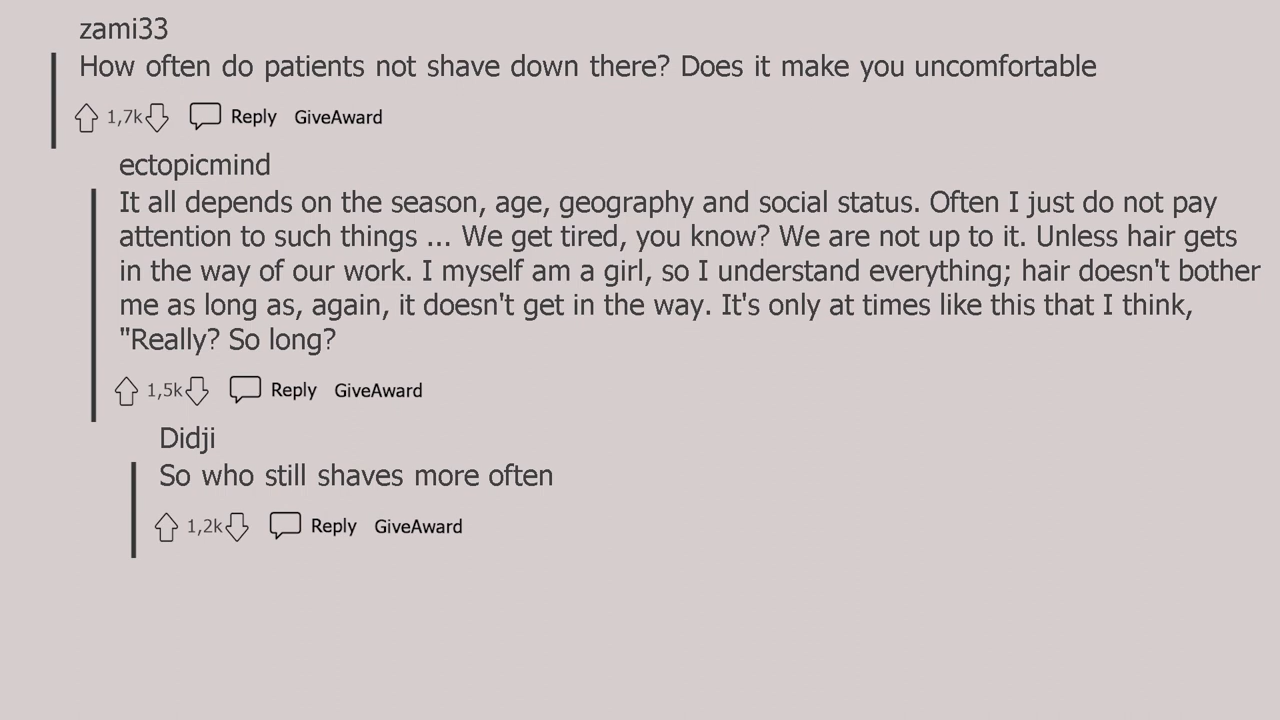 zami33
How often do patients not shave down there? Does it make you uncomfortable
1,7k Reply GiveAward
ectopicmind
It all depends on the season, age, geography and social status. Often I just do not pay
attention to such things ... We get tired, you know? We are not up to it. Unless hair gets
in the way of our work. I myself am a girl, so I understand everything; hair doesn't bother
me as long as, again, it doesn't get in the way. It's only at times like this that I think,
"Really? So long?
1,5k Reply GiveAward
Didji
So who still shaves more often
1,2k Reply GiveAward